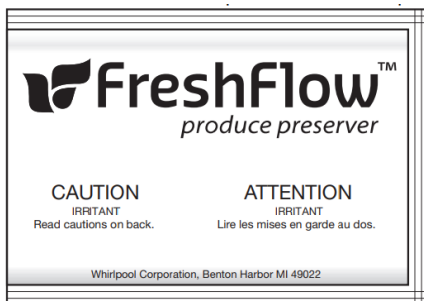 FreshFlow™
produce preserver
CAUTION
IRRITANT
Read cautions on back.
ATTENTION
IRRITANT
Lire les mises en garde au dos.
Whirlpool Corporation, Benton Harbor MI 49022